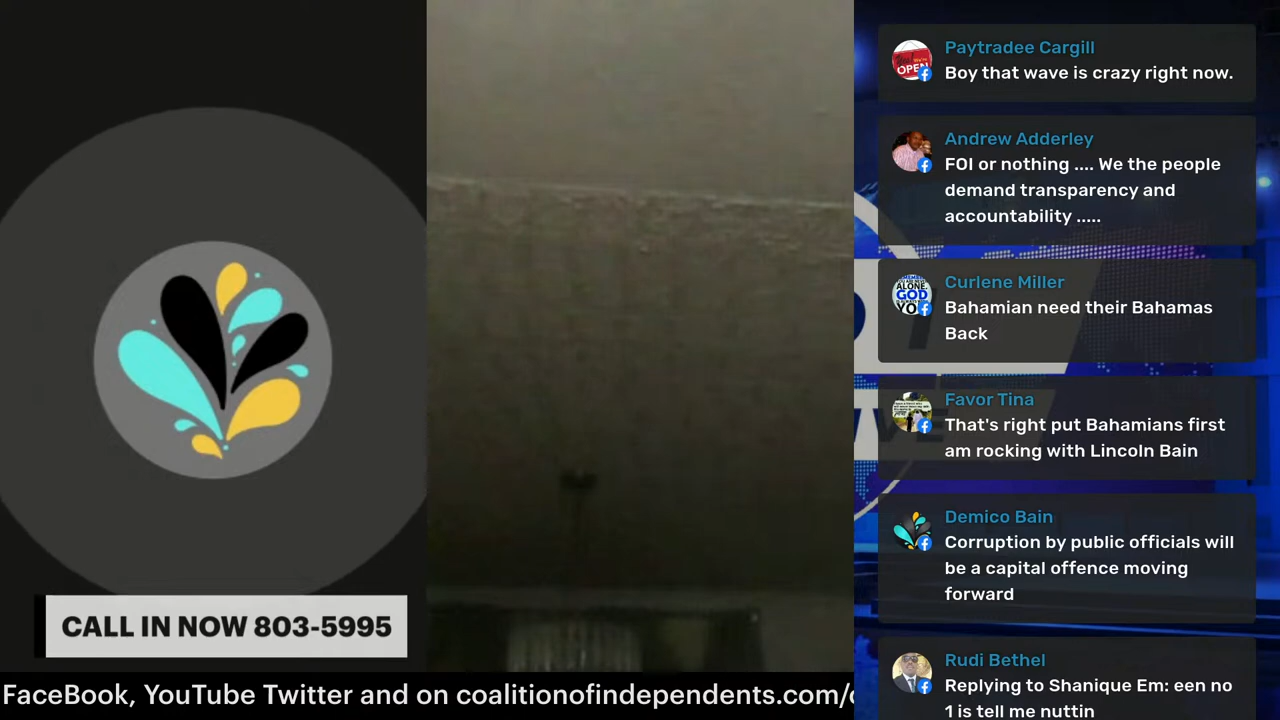 CALL IN NOW 803-5995
FaceBook, YouTube Twitter and on coalitionofindependents.com/
Paytradee Cargill
Boy that wave is crazy right now.
Andrew Adderley
FOI or nothing .... We the people
demand transparency and
accountability .....
Curlene Miller
Bahamian need their Bahamas
Back
Favor Tina
That's right put Bahamians first
am rocking with Lincoln Bain
Demico Bain
Corruption by public officials will
be a capital offence moving
forward
Rudi Bethel
Replying to Shanique Em: een no
1 is tell me nuttin
OPEN
ALONE
GOD